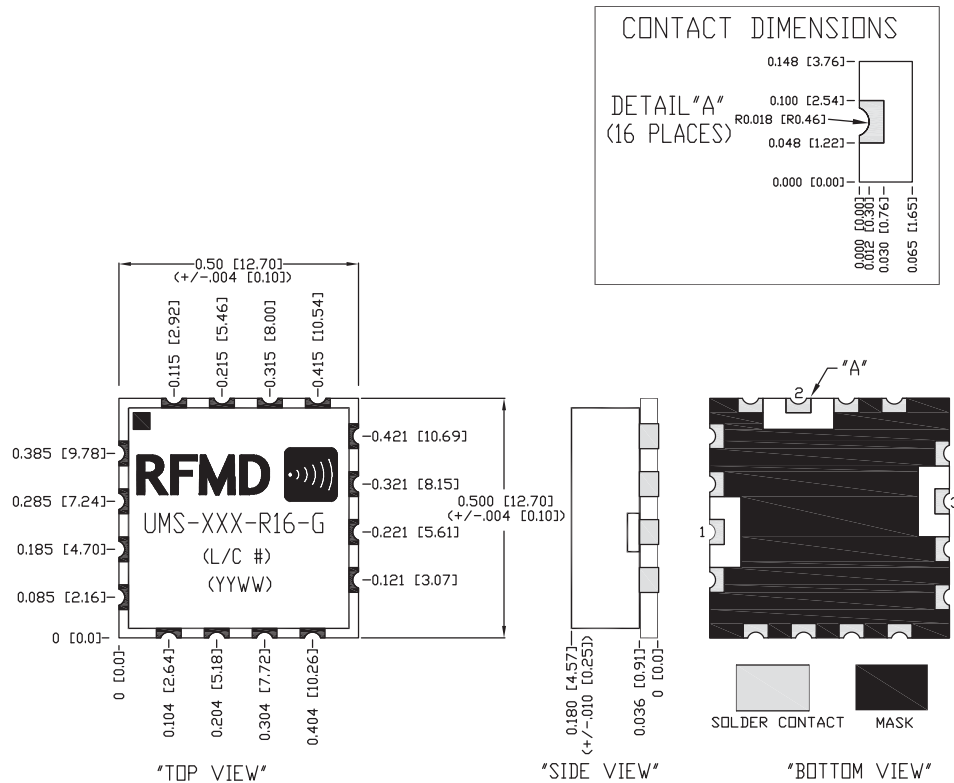 CONTACT DIMENSIONS
0.148 [3.76]
DETAIL"A"
(16 PLACES)
0.100 [2.54]
R0.018 [R0.46]
0.048 [1.22]
0.000 [0.00]
0.000 [0.00]
0.012 [0.30]
0.030 [0.76]
0.065 [1.65]
0.50 [12.70]
(+/-.004 [0.10])
0.115 [2.92]
0.215 [5.46]
0.315 [8.00]
0.415 [10.54]
0.385 [9.78]
0.285 [7.24]
0.185 [4.70]
0.085 [2.16]
0 [0.0]
RFMD
UMS-XXX-R16-G
(L/C #)
(YYWW)
0.421 [10.69]
0.321 [8.15]
0.221 [5.61]
0.121 [3.07]
0.500 [12.70]
(+/-.004 [0.10])
0 [0.0]
0.104 [2.64]
0.204 [5.18]
0.304 [7.72]
0.404 [10.26]
"TOP VIEW"
0.180 [4.57]
(+/-.010 [0.25])
0.036 [0.91]
0 [0.0]
"SIDE VIEW"
"A"
2
1
3
SOLDER CONTACT
MASK
"BOTTOM VIEW"